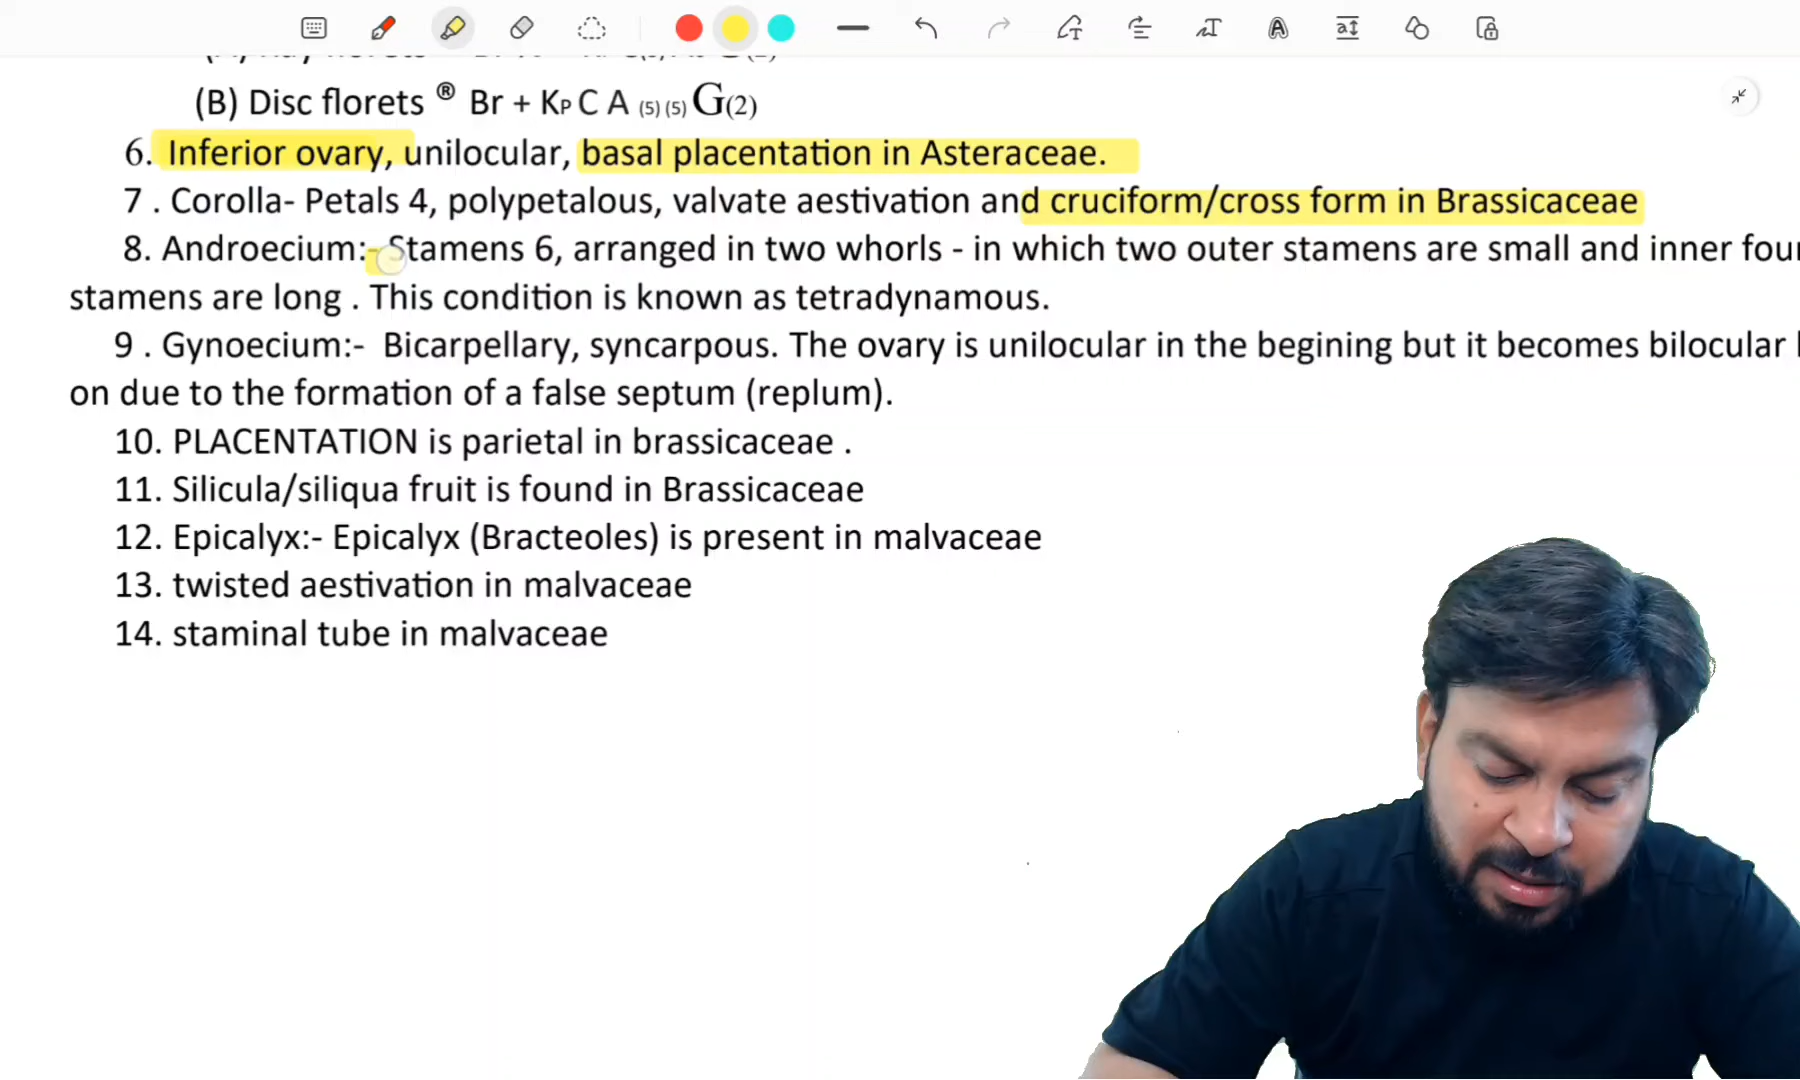 (B) Disc florets ® Br + KP C A (5) (5) G(2)
6. Inferior ovary, unilocular, basal placentation in Asteraceae.
7 . Corolla- Petals 4, polypetalous, valvate aestivation and cruciform/cross form in Brassicaceae
8. Androecium:- Stamens 6, arranged in two whorls - in which two outer stamens are small and inner four
stamens are long . This condition is known as tetradynamous.
9 . Gynoecium:- Bicarpellary, syncarpous. The ovary is unilocular in the begining but it becomes bilocular
on due to the formation of a false septum (replum).
10. PLACENTATION is parietal in brassicaceae .
11. Silicula/siliqua fruit is found in Brassicaceae
12. Epicalyx:- Epicalyx (Bracteoles) is present in malvaceae
13. twisted aestivation in malvaceae
14. staminal tube in malvaceae